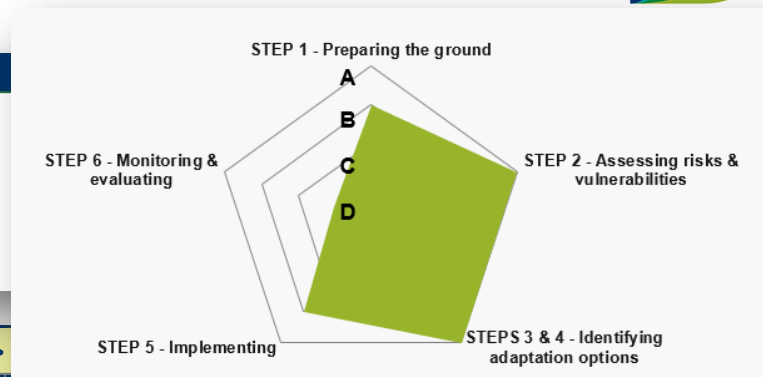 STEP 1 - Preparing the ground
A
B
C
D
STEP 2 - Assessing risks &
vulnerabilities
STEPS 3 & 4 - Identifying
adaptation options
STEP 5 - Implementing
STEP 6 - Monitoring &
evaluating